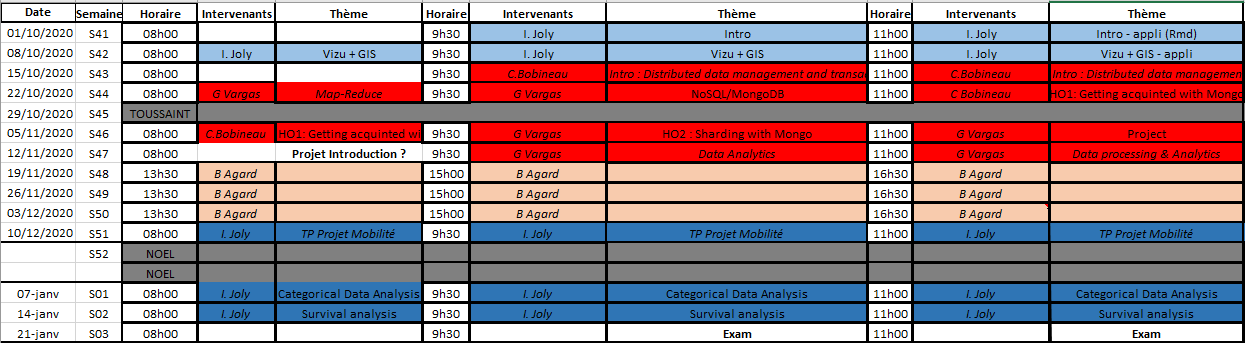 Date Semaine Horaire Intervenants Thème Horaire Intervenants Thème Horaire Intervenants Thème
01/10/2020 S41 08h00 9h30 I. Joly Intro 11h00 I. Joly Intro - appli (Rmd)
08/10/2020 S42 08h00 I. Joly Vizu + GIS 9h30 I. Joly Vizu + GIS 11h00 I. Joly Vizu + GIS - appli
15/10/2020 S43 08h00 9h30 C.Bobineau Intro : Distributed data management and transa 11h00 C.Bobineau Intro : Distributed data managemen
22/10/2020 S44 08h00 G Vargas Map-Reduce 9h30 G Vargas NoSQL/MongoDB 11h00 C.Bobineau HO1: Getting acquinted with Mongo
29/10/2020 S45 TOUSSAINT
05/11/2020 S46 08h00 C.Bobineau HO1: Getting acquinted wi 9h30 G Vargas HO2 : Sharding with Mongo 11h00 G Vargas Project
12/11/2020 S47 08h00 Projet Introduction ? 9h30 G Vargas Data Analytics 11h00 G Vargas Data processing & Analytics
19/11/2020 S48 13h30 B Agard 15h00 B Agard 16h30 B Agard
26/11/2020 S49 13h30 B Agard 15h00 B Agard 16h30 B Agard
03/12/2020 S50 13h30 B Agard 15h00 B Agard 16h30 B Agard
10/12/2020 S51 08h00 I. Joly TP Projet Mobilité 9h30 I. Joly TP Projet Mobilité 11h00 I. Joly TP Projet Mobilité
S52 NOEL
NOEL
07-janv S01 08h00 I. Joly Categorical Data Analysis 9h30 I. Joly Categorical Data Analysis 11h00 I. Joly Categorical Data Analysis
14-janv S02 08h00 I. Joly Survival analysis 9h30 I. Joly Survival analysis 11h00 I. Joly Survival analysis
21-janv S03 08h00 9h30 Exam 11h00 Exam